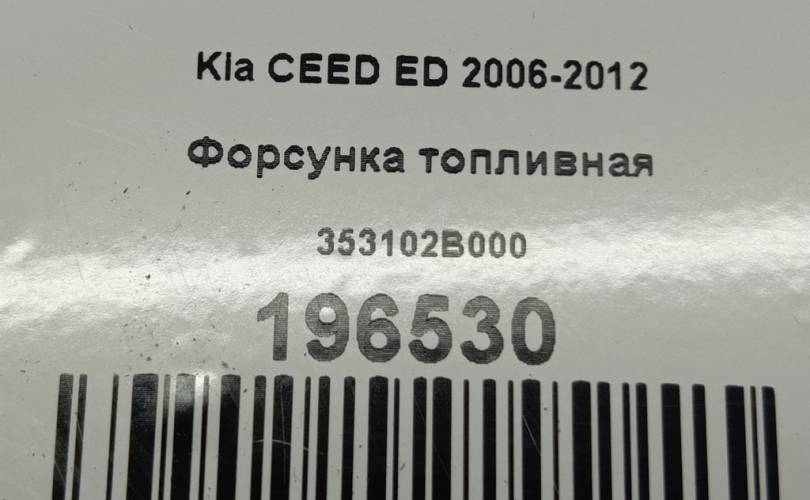 Kia CEED ED 2006-2012
Форсунка топливная
353102B000
196530